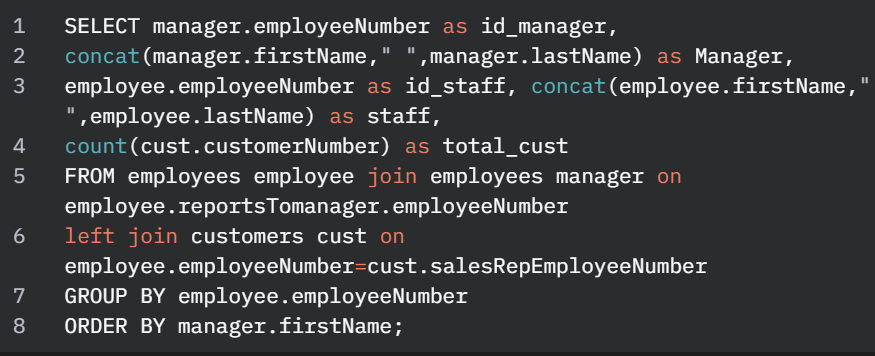 1 SELECT manager.employeeNumber as id_manager,
2 concat(manager.firstName," ",manager.lastName) as Manager,
3 employee.employeeNumber as id_staff, concat(employee.firstName,"
",employee.lastName) as staff,
4 count(cust.customerNumber) as total_cust
5 FROM employees employee join employees manager on
employee.reportsTomanager.employeeNumber
6 left join customers cust on
employee.employeeNumber=cust.salesRepEmployeeNumber
7 GROUP BY employee.employeeNumber
8 ORDER BY manager.firstName;